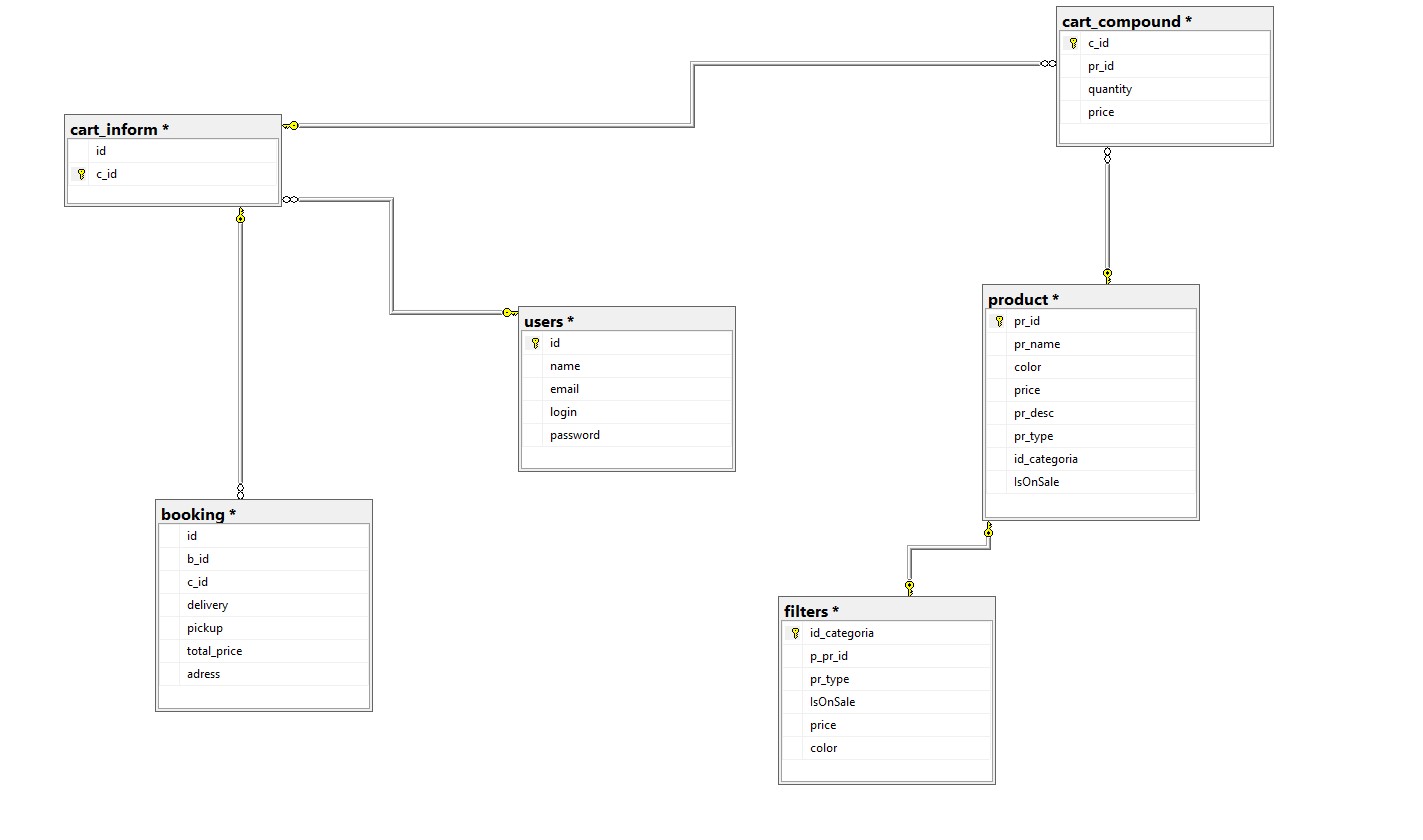 cart_compound *
c_id
pr_id
quantity
price
cart_inform *
id
c_id
users *
id
name
email
login
password
product *
pr_id
pr_name
color
price
pr_desc
pr_type
id_categoria
IsOnSale
booking *
id
b_id
c_id
delivery
pickup
total_price
adress
filters *
id_categoria
p_pr_id
pr_type
IsOnSale
price
color